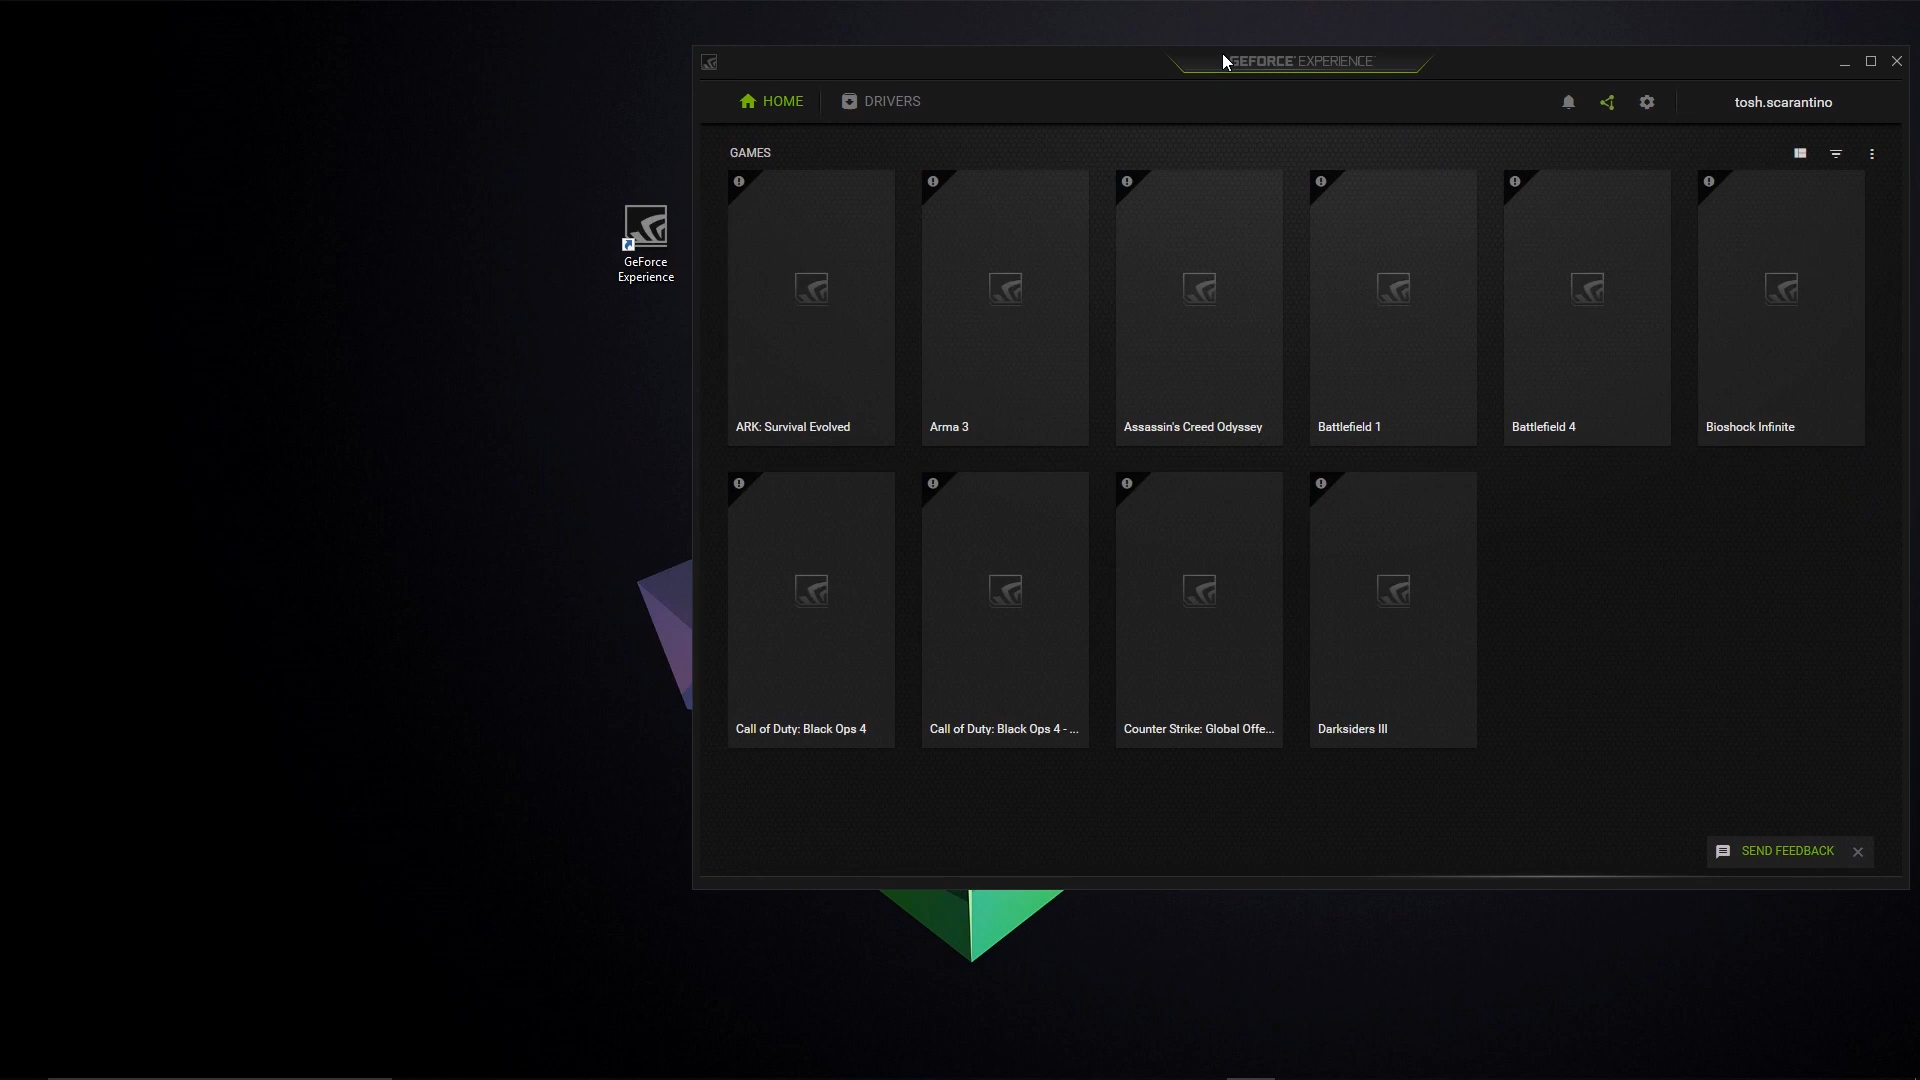 GEFORCE EXPERIENCE
HOME
DRIVERS
tosh.scarantino
GAMES
GeForce
Experience
ARK: Survival Evolved
Arma 3
Assassin's Creed Odyssey
Battlefield 1
Battlefield 4
Bioshock Infinite
Call of Duty: Black Ops 4
Call of Duty: Black Ops 4 - ...
Counter Strike: Global Offe...
Darksiders III
SEND FEEDBACK